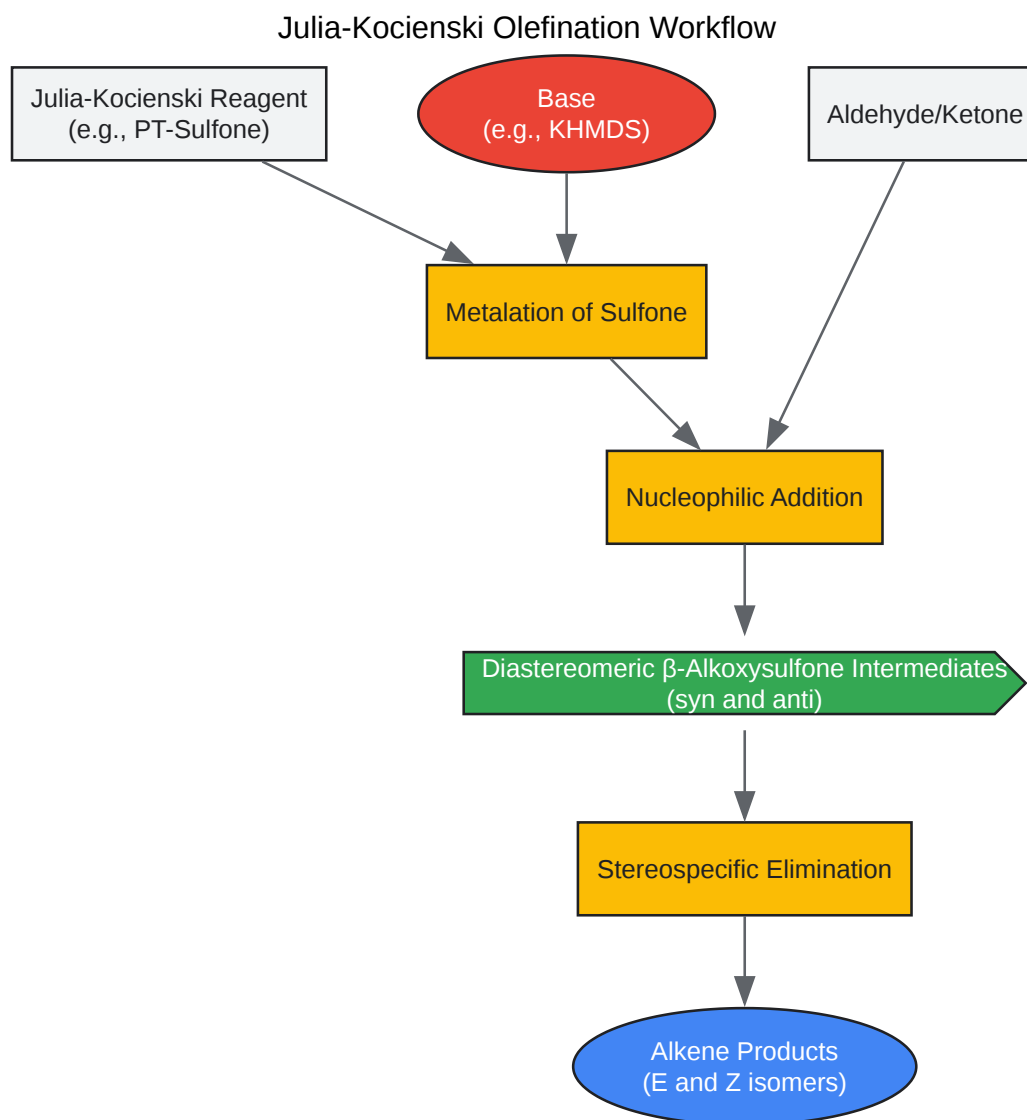 Julia-Kocienski Olefination Workflow
Julia-Kocienski Reagent
(e.g., PT-Sulfone)
Base
(e.g., KHMDS)
Aldehyde/Ketone
Metalation of Sulfone
Nucleophilic Addition
Diastereomeric β-Alkoxysulfone Intermediates
(syn and anti)
Stereospecific Elimination
Alkene Products
(E and Z isomers)